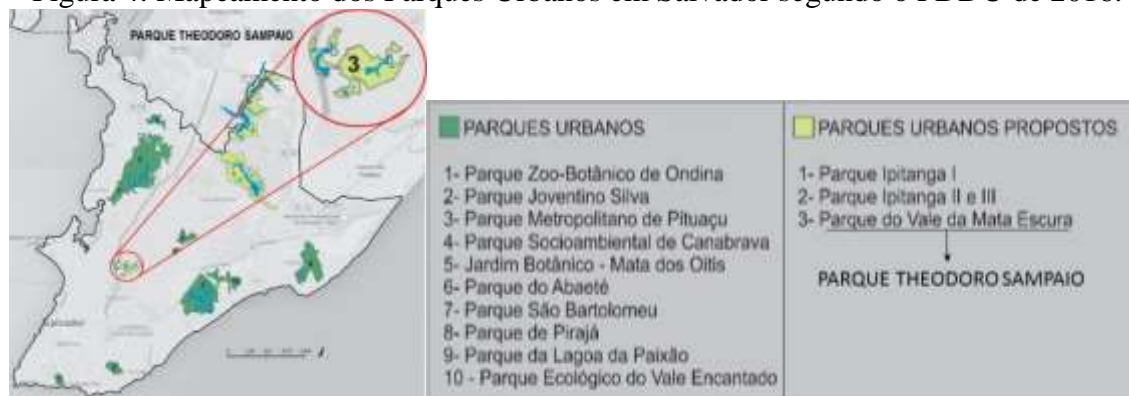 Figura 4: Mapeamento dos Parques Urbanos em Salvador segundo o PDDU de 2016.
PARQUE THEODORO SAMPAIO
3
PARQUES URBANOS
1- Parque Zoo-Botânico de Ondina
2- Parque Joventino Silva
3- Parque Metropolitano de Pituaçu
4- Parque Socioambiental de Canabrava
5- Jardim Botânico - Mata dos Oitis
6- Parque do Abaeté
7- Parque São Bartolomeu
8- Parque de Pirajá
9- Parque da Lagoa da Paixão
10 - Parque Ecológico do Vale Encantado
PARQUES URBANOS PROPOSTOS
1- Parque Ipitanga I
2- Parque Ipitanga II e III
3- Parque do Vale da Mata Escura
PARQUE THEODORO SAMPAIO